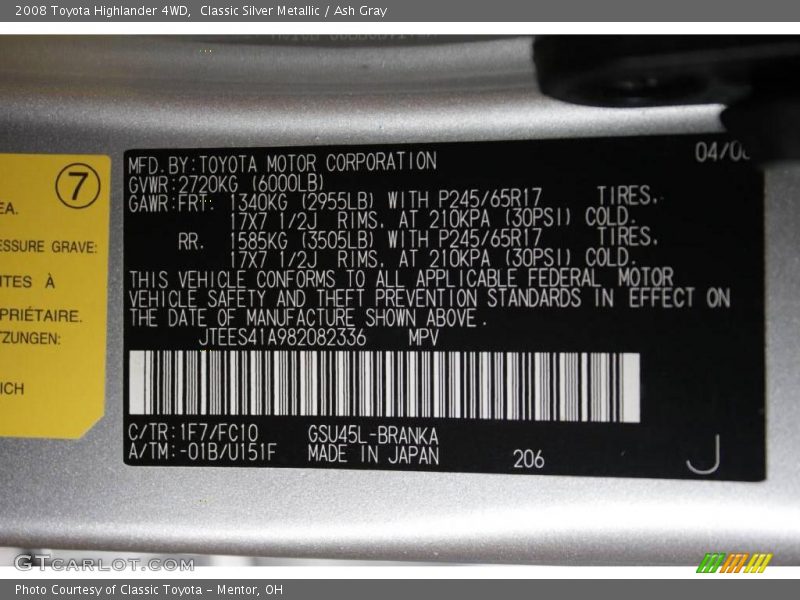 2008 Toyota Highlander 4WD,  Classic Silver Metallic / Ash Gray
7
EA.
ESSURE GRAVE:
ITES À
PRIÉTAIRE.
TZUNGEN:
ICH
MFD.BY:TOYOTA MOTOR CORPORATION
GVWR:2720KG (6000LB)
GAWR:FRT: 1340KG (2955LB) WITH P245/65R17 TIRES,
17X7 1/2J RIMS, AT 210KPA (30PSI) COLD.
RR. 1585KG (3505LB) WITH P245/65R17 TIRES,
17X7 1/2J RIMS, AT 210KPA (30PSI) COLD.
THIS VEHICLE CONFORMS TO ALL APPLICABLE FEDERAL MOTOR
VEHICLE SAFETY AND THEFT PREVENTION STANDARDS IN EFFECT ON
THE DATE OF MANUFACTURE SHOWN ABOVE.
JTEES41A982082336 MPV
C/TR:1F7/FC10 GSU45L-BRANKA
A/TM:-01B/U151F MADE IN JAPAN 206 J
GTCARLOT.COM
Photo Courtesy of Classic Toyota - Mentor, OH